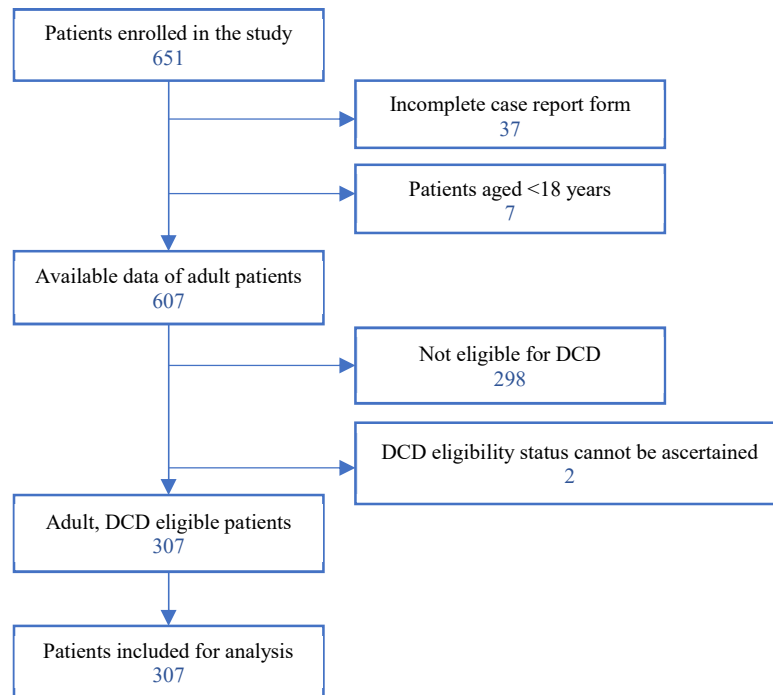 Patients enrolled in the study
651
Incomplete case report form
37
Patients aged <18 years
7
Available data of adult patients
607
Not eligible for DCD
298
DCD eligibility status cannot be ascertained
2
Adult, DCD eligible patients
307
Patients included for analysis
307